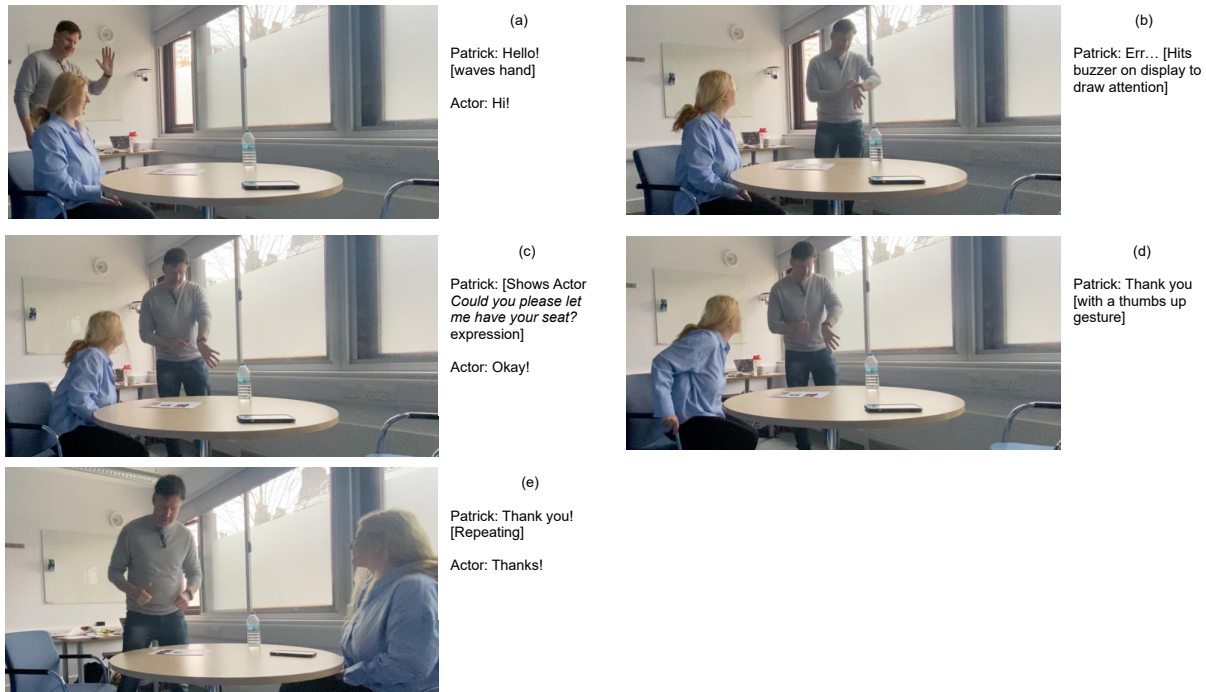 (a)
Patrick: Hello!
[waves hand]
Actor: Hi!
(b)
Patrick: Err… [Hits
buzzer on display to
draw attention]
(c)
Patrick: [Shows Actor
Could you please let
me have your seat?
expression]
Actor: Okay!
(d)
Patrick: Thank you
[with a thumbs up
gesture]
(e)
Patrick: Thank you!
[Repeating]
Actor: Thanks!